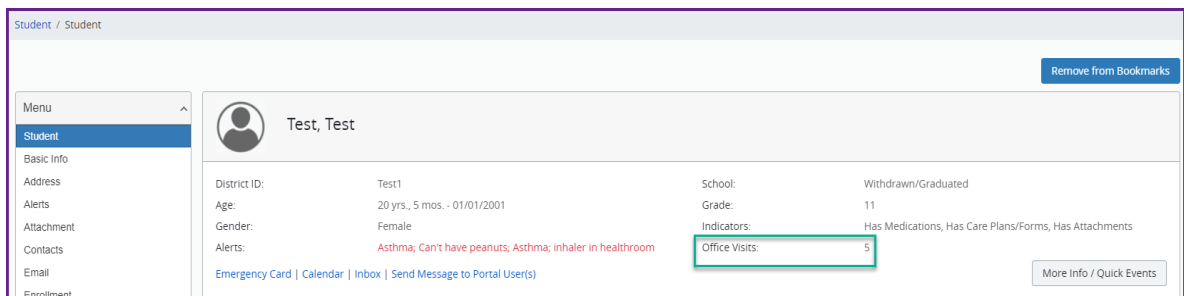 Student / Student
Remove from Bookmarks
Menu
Student
Basic Info
Address
Alerts
Attachment
Contacts
Email
Enrollment
Test, Test
District ID: Test1
School: Withdrawn/Graduated
Age: 20 yrs., 5 mos. - 01/01/2001
Grade: 11
Gender: Female
Indicators: Has Medications, Has Care Plans/Forms, Has Attachments
Alerts: Asthma; Can't have peanuts; Asthma; inhaler in healthroom
Office Visits: 5
Emergency Card | Calendar | Inbox | Send Message to Portal User(s)
More Info / Quick Events